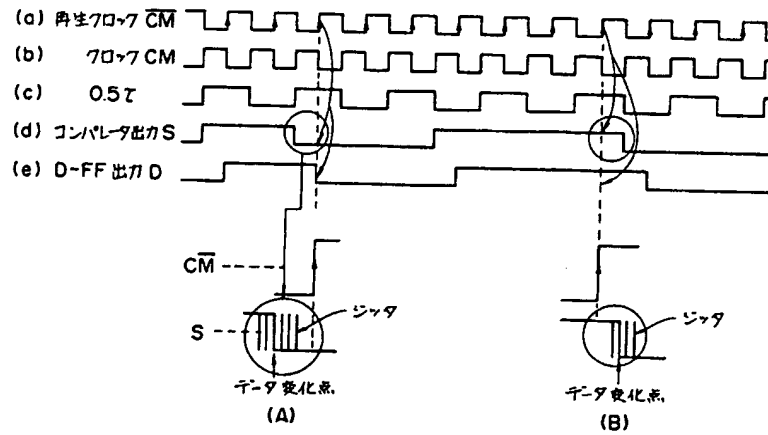 (a) 再生クロック C̅M̅
(b) クロック CM
(c) 0.5τ
(d) コンパレータ出力 S
(e) D-FF 出力 D
CM̅
S
ジッタ
ジッタ
データ変化点
データ変化点
(A)
(B)